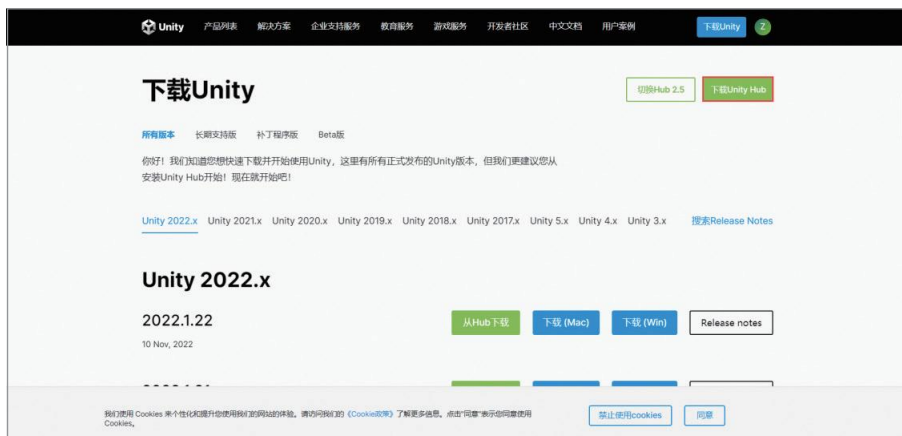 Unity 产品列表 解决方案 企业支持服务 教育服务 游戏服务 开发者社区 中文文档 用户案例 下载Unity Z
下载Unity 切换Hub 2.5 下载Unity Hub
所有版本 长期支持版 补丁程序版 Beta版
你好！我们知道您想快速下载并开始使用Unity，这里有所有正式发布的Unity版本，但我们更建议您从
安装Unity Hub开始！现在就开始吧！
Unity 2022.x Unity 2021.x Unity 2020.x Unity 2019.x Unity 2018.x Unity 2017.x Unity 5.x Unity 4.x Unity 3.x 搜索Release Notes
Unity 2022.x
2022.1.22 从Hub下载 下载 (Mac) 下载 (Win) Release notes
10 Nov, 2022
我们使用 Cookies 来个性化和提升您使用我们的网站的体验。请访问我们的《Cookie政策》了解更多信息。点击"同意"表示您同意使用 禁止使用cookies 同意
Cookies。